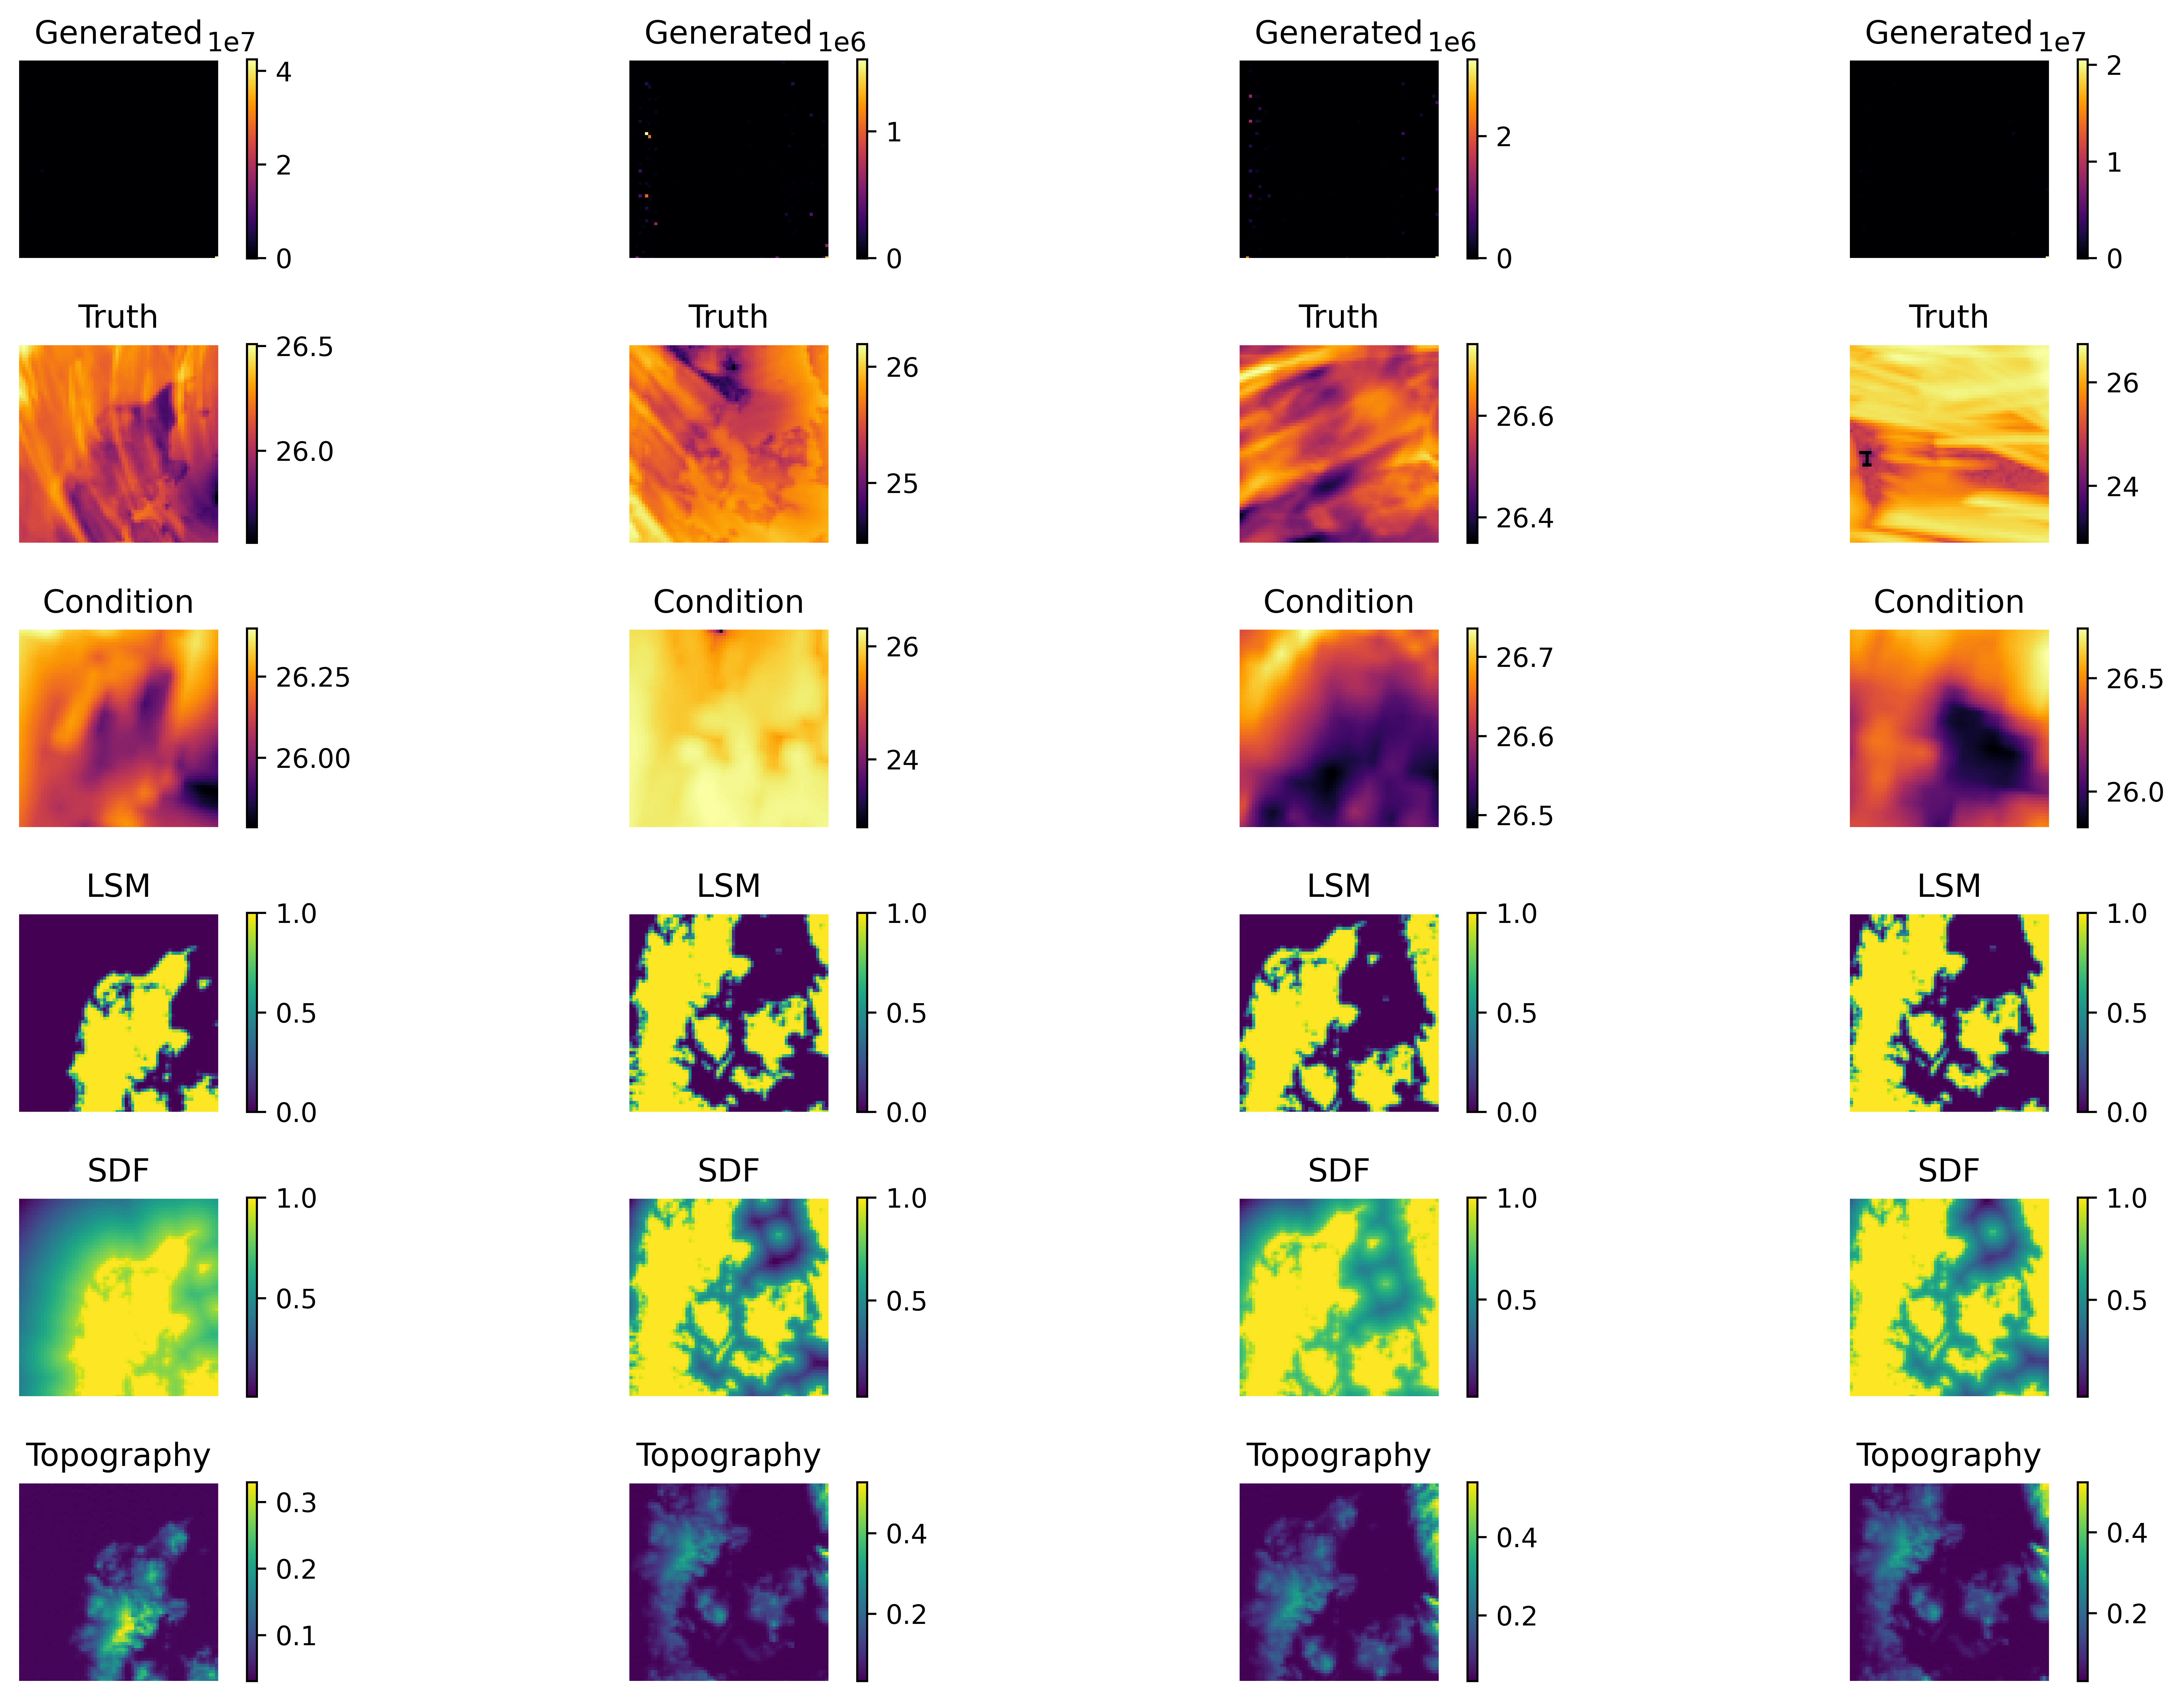 Generated 1e7 Generated 1e6 Generated 1e6 Generated 1e7
4 2 0 1 0 2 0 2 1 0
Truth Truth Truth Truth
26.5 26.0 26 25 26.6 26.4 26 24
Condition Condition Condition Condition
26.25 26.00 26 24 26.7 26.6 26.5 26.5 26.0
LSM LSM LSM LSM
1.0 0.5 0.0 1.0 0.5 0.0 1.0 0.5 0.0 1.0 0.5 0.0
SDF SDF SDF SDF
1.0 0.5 1.0 0.5 1.0 0.5 1.0 0.5
Topography Topography Topography Topography
0.3 0.2 0.1 0.4 0.2 0.4 0.2 0.4 0.2